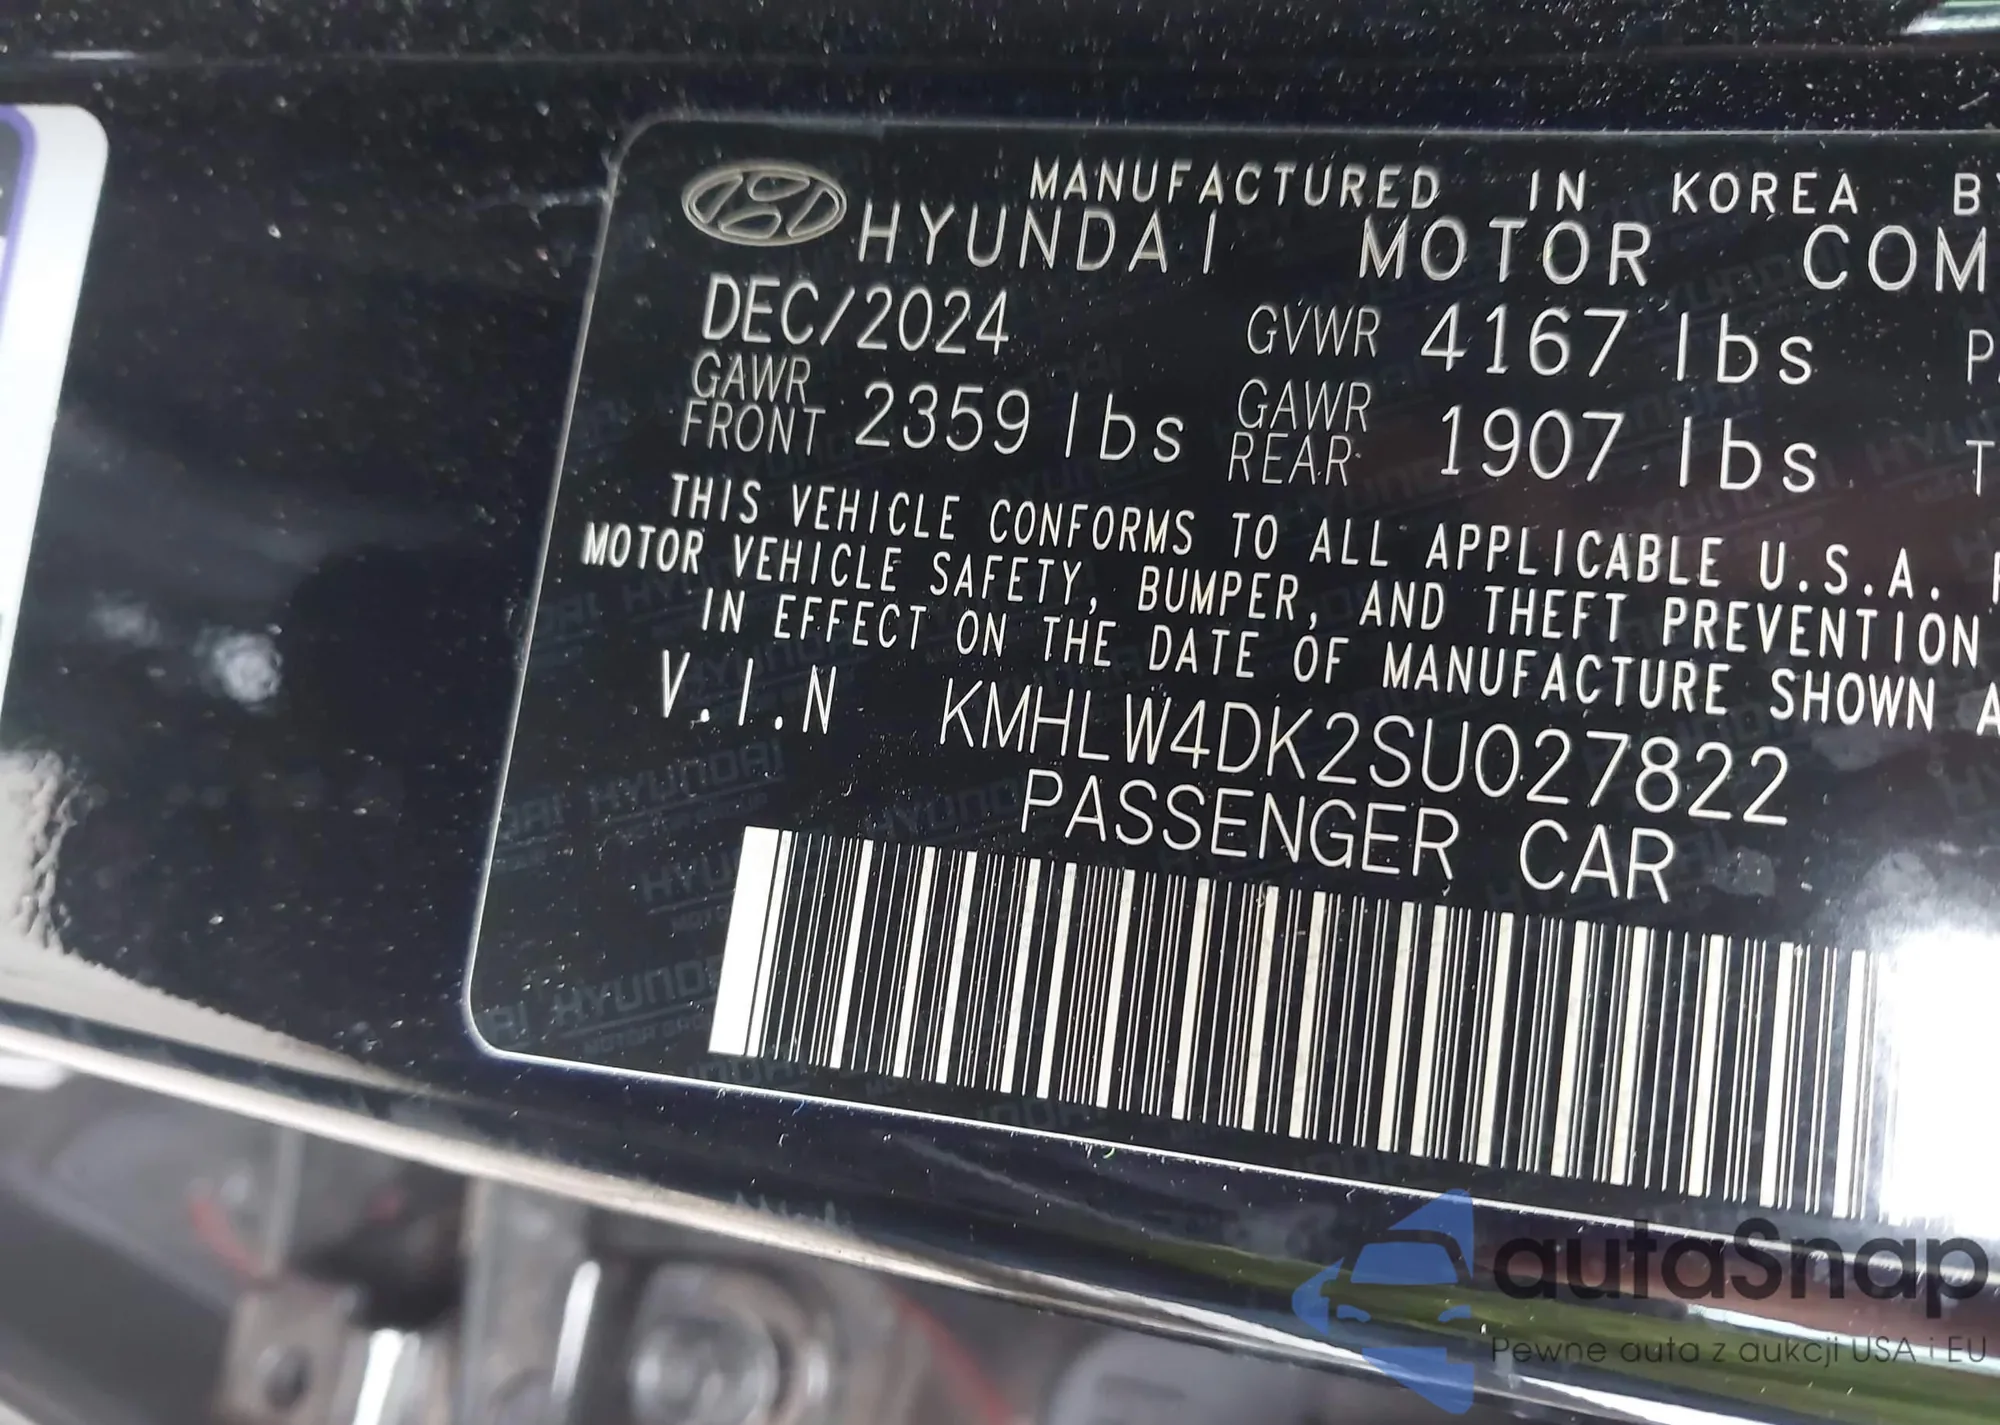 MANUFACTURED IN KOREA BY
HYUNDAI MOTOR COM
DEC/2024 GVWR 4167 lbs
GAWR FRONT 2359 lbs GAWR REAR 1907 lbs
THIS VEHICLE CONFORMS TO ALL APPLICABLE U.S.A.
MOTOR VEHICLE SAFETY, BUMPER, AND THEFT PREVENTION
IN EFFECT ON THE DATE OF MANUFACTURE SHOWN A
V.I.N KMHLW4DK2SU027822
PASSENGER CAR
autaSnap
Pewne auta z aukcji USA i EU